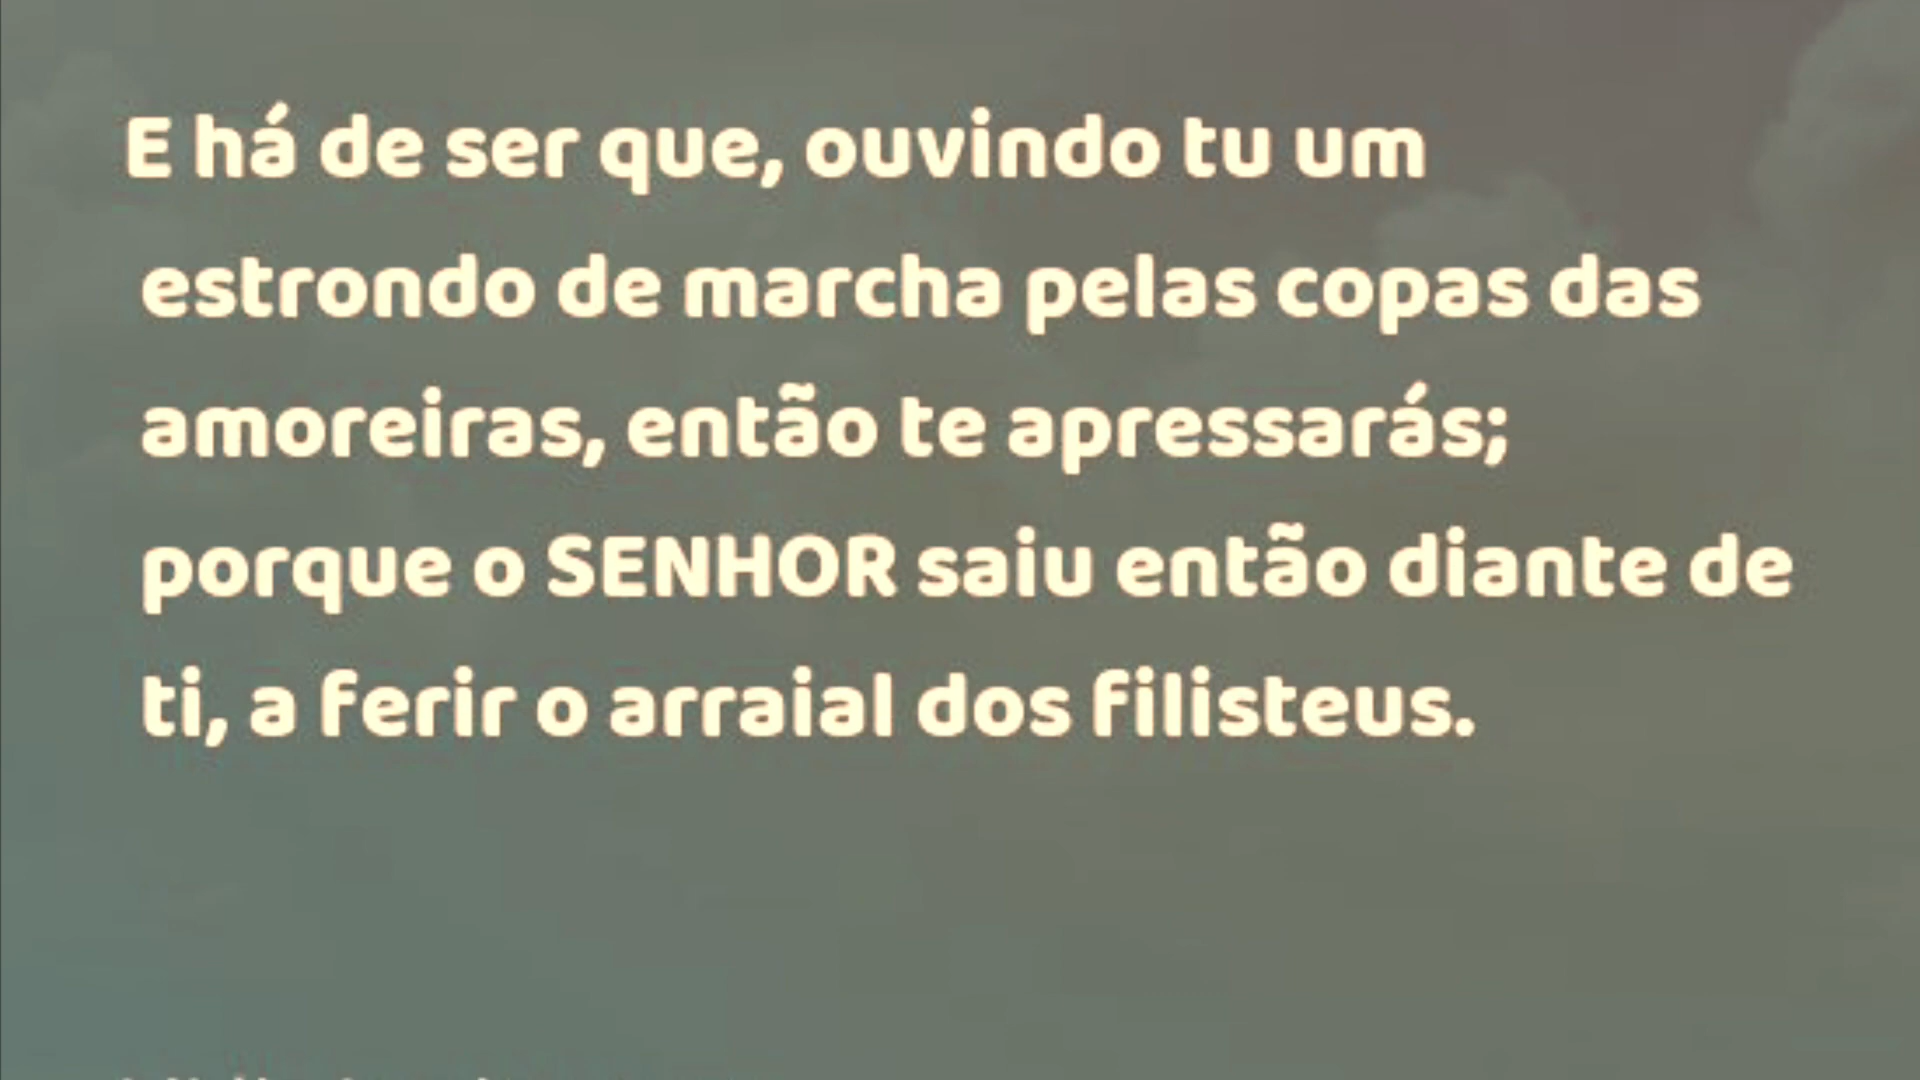 E há de ser que, ouvindo tu um
estrondo de marcha pelas copas das
amoreiras, então te apressarás;
porque o SENHOR saiu então diante de
ti, a ferir o arraial dos filisteus.